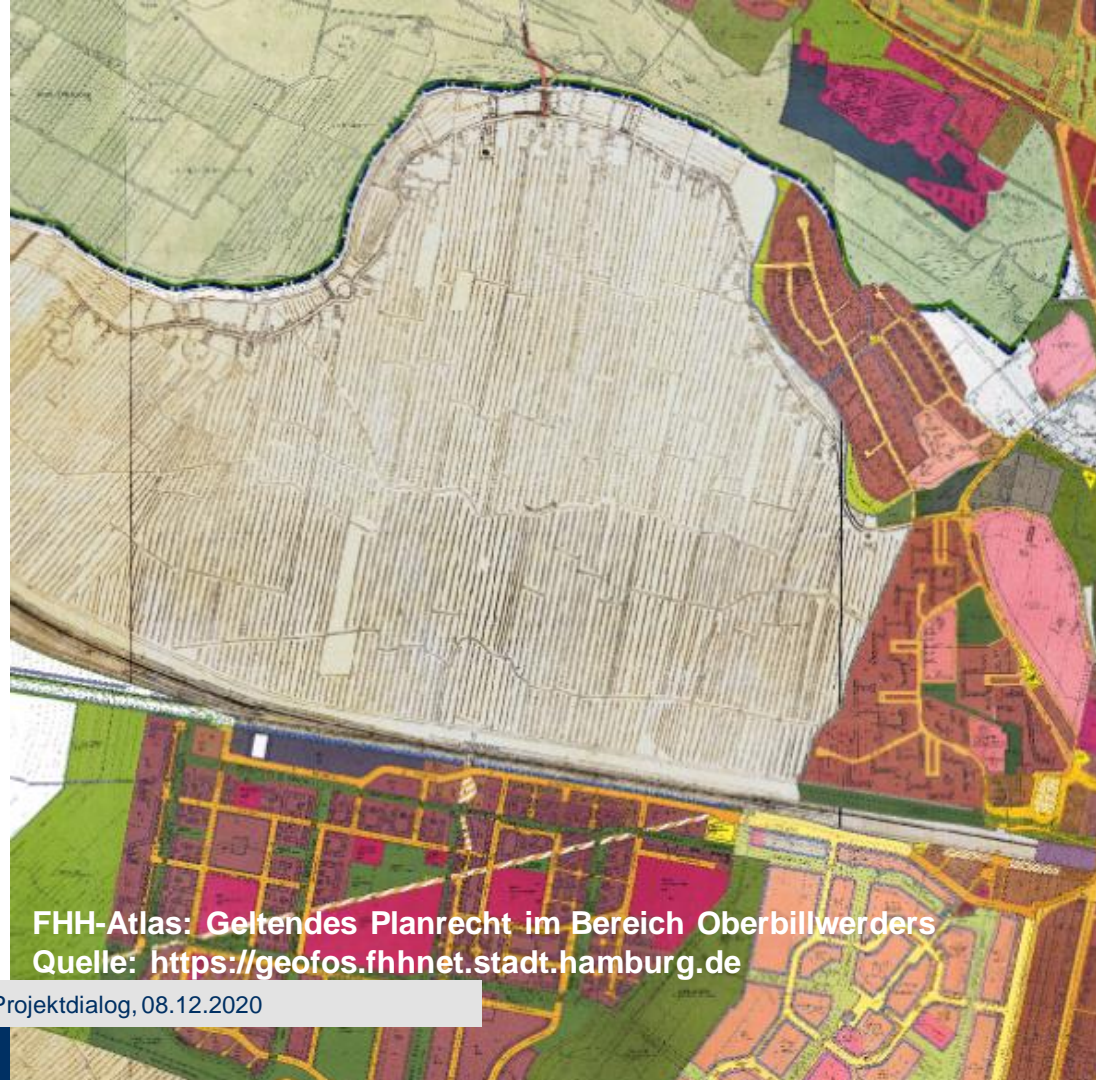 FHH-Atlas: Geltendes Planrecht im Bereich Oberbillwerders
Quelle: https://geofos.fhhnet.stadt.hamburg.de
Projektdialog, 08.12.2020